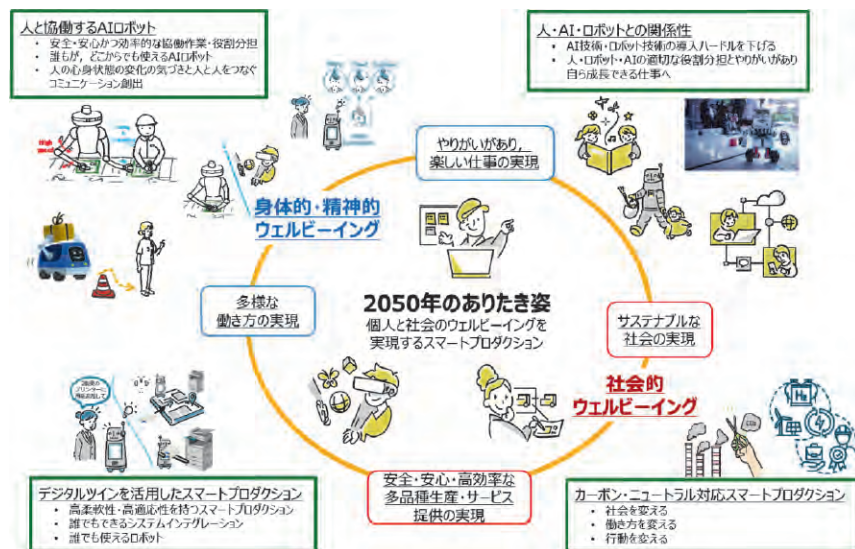 人と協働するAIロボット
・ 安全・安心かつ効率的な協働作業・役割分担
・ 誰もが、どこからでも使えるAIロボット
・ 人の心身状態の変化の気づきと人と人をつなぐ
コミュニケーション創出
人・AI・ロボットとの関係性
・ AI技術・ロボット技術の導入ハードルを下げる
・ 人・ロボット・AIの適切な役割分担とやりがいがあり
自ら成長できる仕事へ
やりがいがあり,
楽しい仕事の実現
身体的・精神的
ウェルビーイング
多様な
働き方の実現
2050年のありたき姿
個人と社会のウェルビーイングを
実現するスマートプロダクション
サステナブルな
社会の実現
社会的
ウェルビーイング
安全・安心・高効率な
多品種生産・サービス
提供の実現
デジタルツインを活用したスマートプロダクション
・ 高柔軟性・高適応性を持つスマートプロダクション
・ 誰でもできるシステムインテグレーション
・ 誰でも使えるロボット
カーボン・ニュートラル対応スマートプロダクション
・ 社会を変える
・ 働き方を変える
・ 行動を変える
H₂